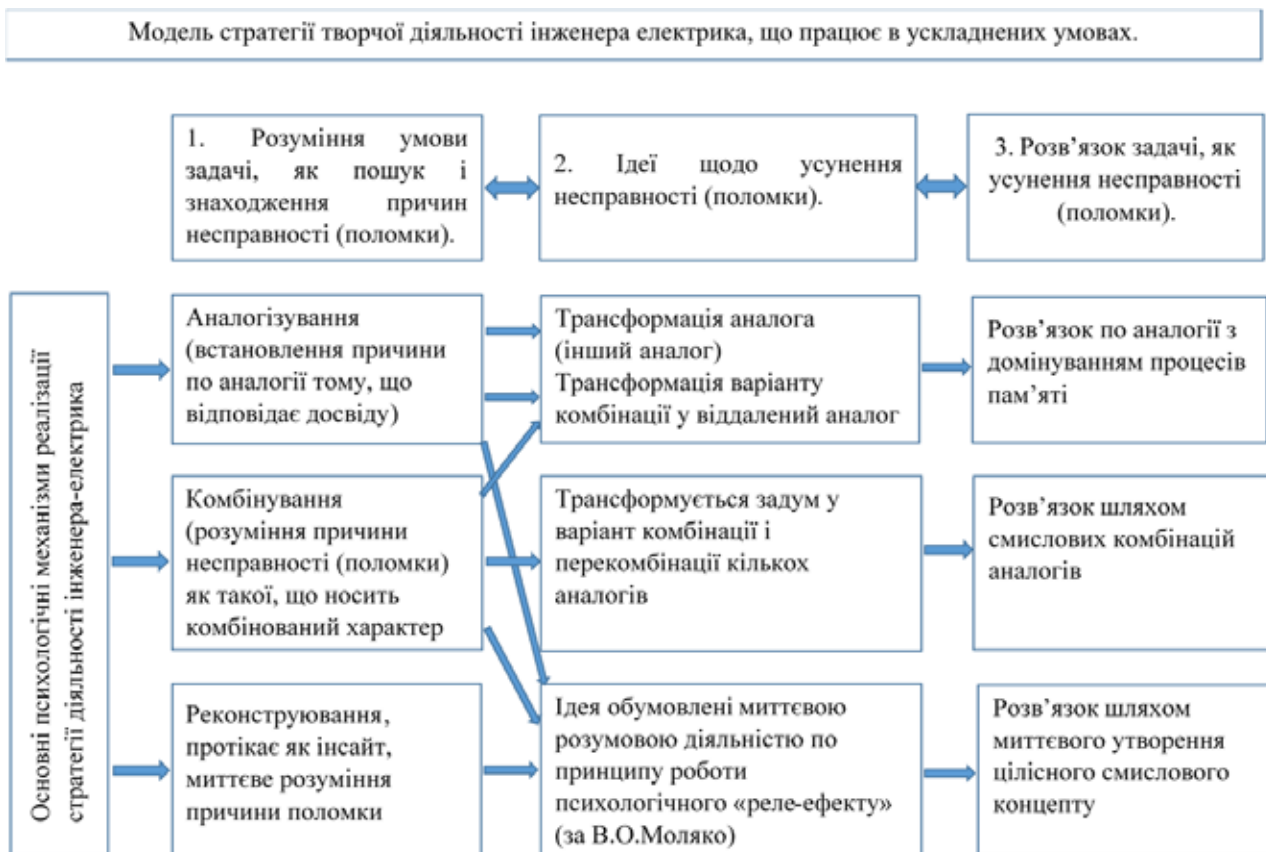 Модель стратегії творчої діяльності інженера електрика, що працює в ускладнених умовах.
1. Розуміння умови
задачі, як пошук і
знаходження причин
несправності (поломки).
2. Ідеї щодо усунення
несправності (поломки).
3. Розв’язок задачі, як
усунення несправності
(поломки).
Основні психологічні механізми реалізації
стратегії діяльності інженера-електрика
Аналогізування
(встановлення причини
по аналогії тому, що
відповідає досвіду)
Трансформація аналога
(інший аналог)
Трансформація варіанту
комбінації у віддалений аналог
Розв’язок по аналогії з
домінуванням процесів
пам’яті
Комбінування
(розуміння причини
несправності (поломки)
як такої, що носить
комбінований характер
Трансформується задум у
варіант комбінації і
перекомбінації кількох
аналогів
Розв’язок шляхом
смислових комбінацій
аналогів
Реконструювання,
протікає як інсайт,
миттєве розуміння
причини поломки
Ідея обумовлені миттєвою
розумовою діяльністю по
принципу роботи
психологічного «реле-ефекту»
(за В.О.Моляко)
Розв’язок шляхом
миттєвого утворення
цілісного смислового
концепту